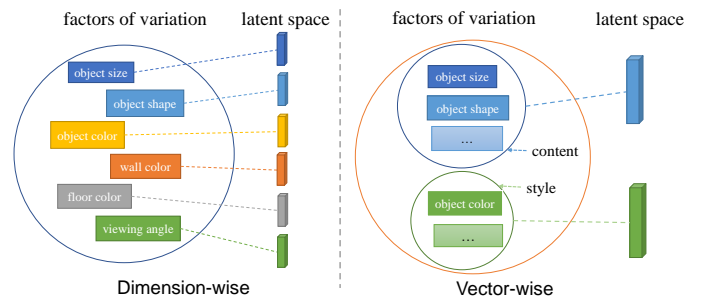 factors of variation
latent space
object size
object shape
object color
wall color
floor color
viewing angle
Dimension-wise
factors of variation
latent space
object size
object shape
...
content
style
object color
...
Vector-wise